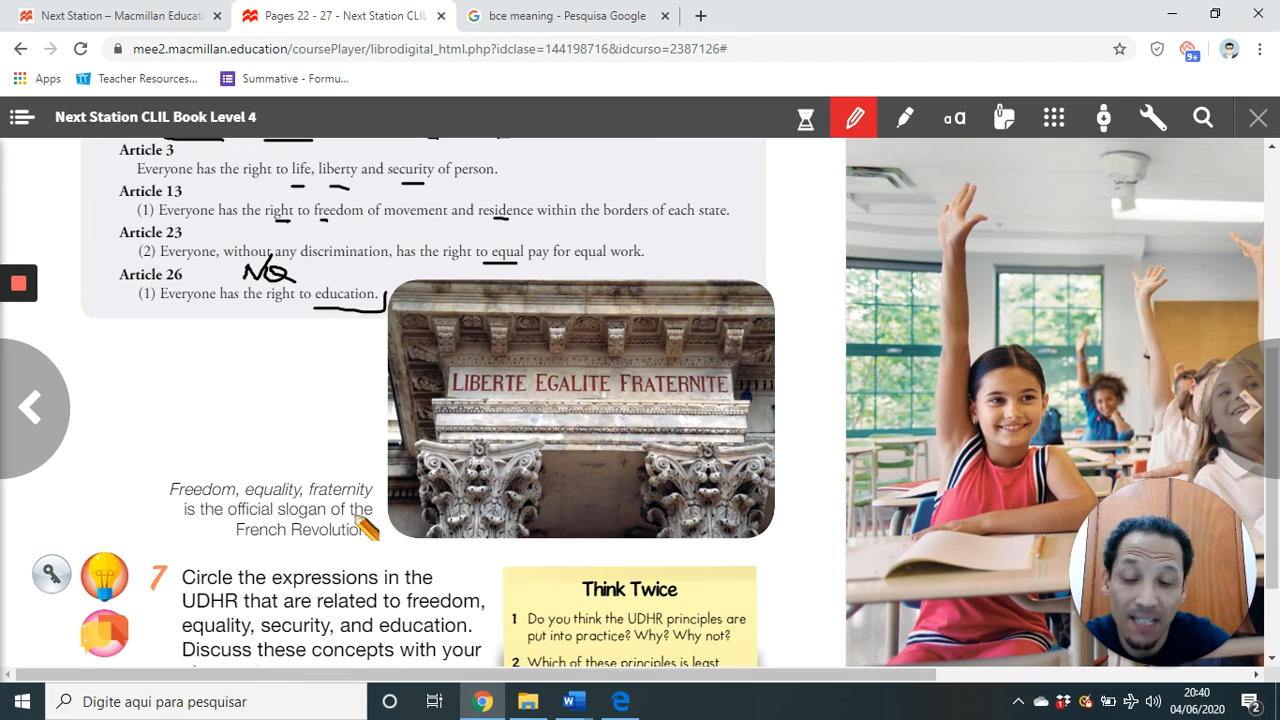 Next Station – Macmillan Educati
Pages 22 - 27 - Next Station CLIL
bce meaning - Pesquisa Google
mee2.macmillan.education/coursePlayer/librodigital_html.php?idclase=144198716&idcurso=2387126#
9+
Apps
Teacher Resources...
Summative - Formu...
Next Station CLIL Book Level 4
aa
Article 3
Everyone has the right to life, liberty and security of person.
Article 13
(1) Everyone has the right to freedom of movement and residence within the borders of each state.
Article 23
(2) Everyone, without any discrimination, has the right to equal pay for equal work.
NO
Article 26
(1) Everyone has the right to education.
LIBERTE EGALITE FRATERNITE
Freedom, equality, fraternity
is the official slogan of the
French Revolution
7 Circle the expressions in the
UDHR that are related to freedom,
equality, security, and education.
Discuss these concepts with your
Think Twice
1 Do you think the UDHR principles are
put into practice? Why? Why not?
2 Which of these principles is least
Digite aqui para pesquisar
20:40
04/06/2020
2